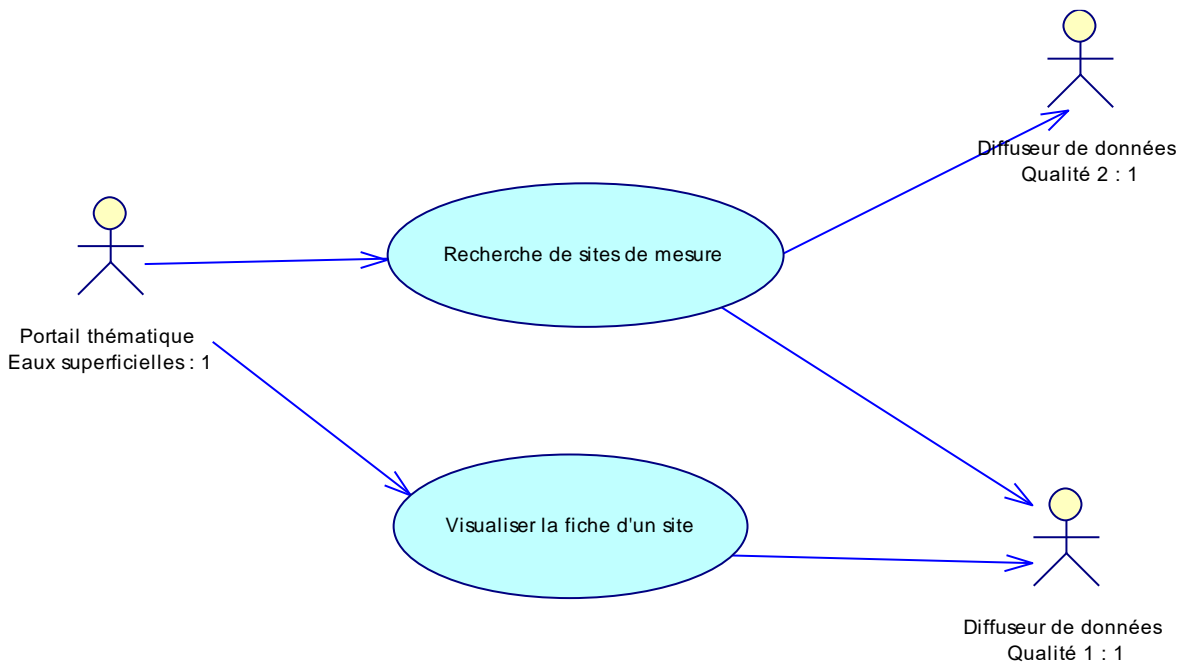 Diffuseur de données
Qualité 2 : 1
Recherche de sites de mesure
Portail thématique
Eaux superficielles : 1
Visualiser la fiche d'un site
Diffuseur de données
Qualité 1 : 1